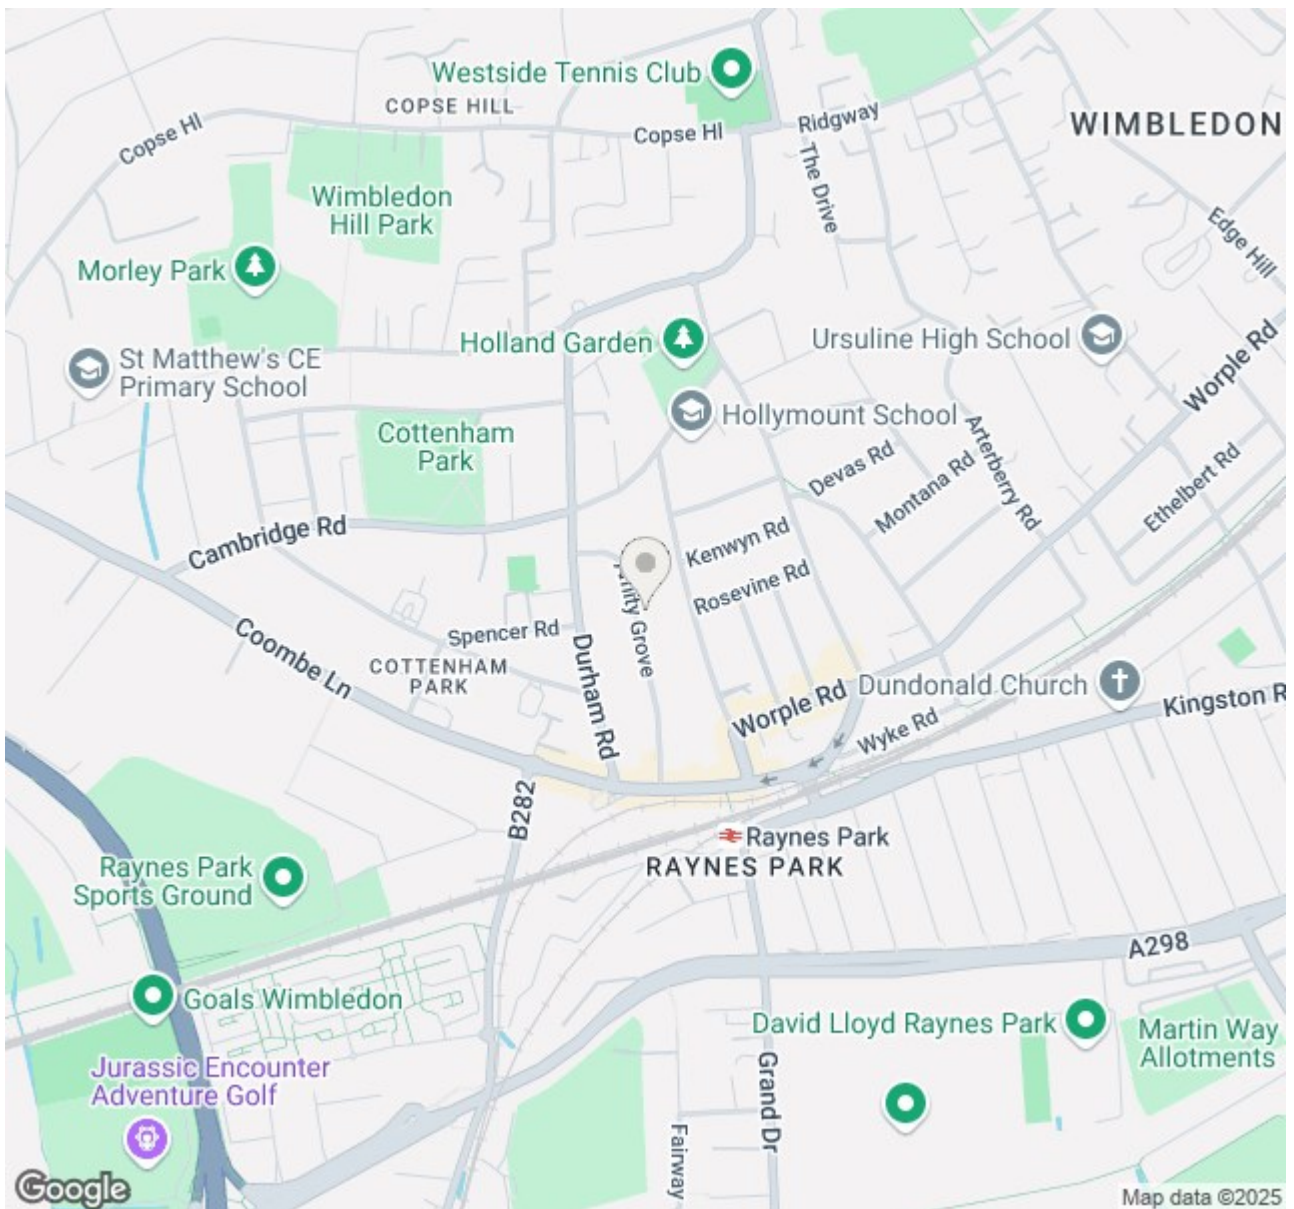 Westside Tennis Club
COPSE HILL
Copse Hl
Copse Hl
Ridgway
WIMBLEDON
The Drive
Wimbledon
Hill Park
Edge Hill
Morley Park
Holland Garden
Ursuline High School
Worple Rd
St Matthew's CE
Primary School
Hollymount School
Cottenham
Park
Arterberry Rd
Devas Rd
Montana Rd
Ethelbert Rd
Cambridge Rd
Kenwyn Rd
Rosevine Rd
Grove
Spencer Rd
Coombe Ln
COTTENHAM
PARK
Durham Rd
Worple Rd
Dundonald Church
Kingston R
Wyke Rd
B282
Raynes Park
RAYNES PARK
Raynes Park
Sports Ground
A298
Goals Wimbledon
David Lloyd Raynes Park
Martin Way
Allotments
Jurassic Encounter
Adventure Golf
Grand Dr
Fairway
Google
Map data ©2025